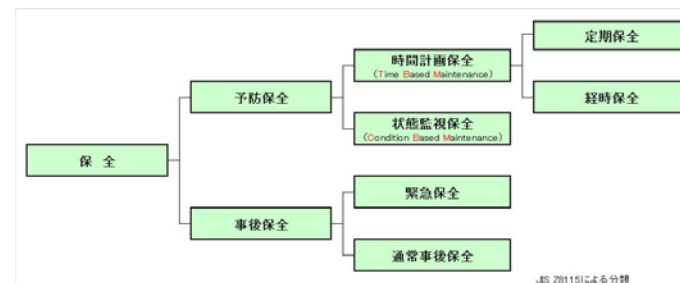 定期保全
時間計画保全
(Time Based Maintenance)
予防保全
経時保全
状態監視保全
(Condition Based Maintenance)
保 全
緊急保全
事後保全
通常事後保全
JIS Z8115による分類